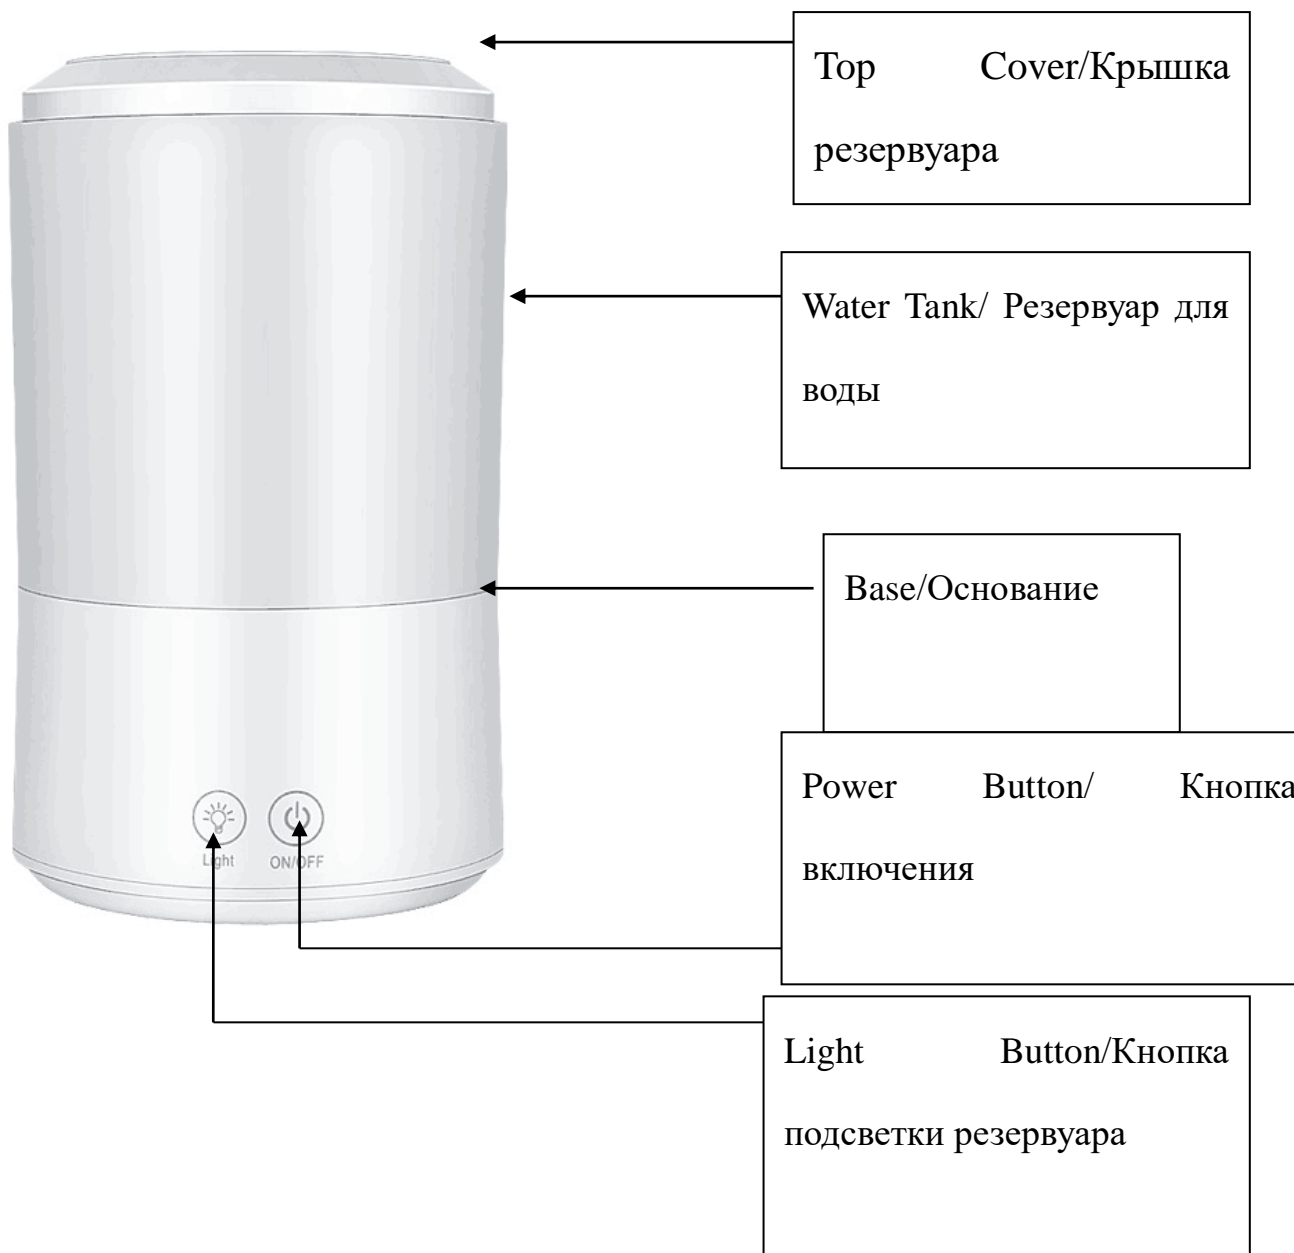 Top Cover/Крышка
резервуара
Water Tank/ Резервуар для
воды
Base/Основание
Power Button/ Кнопка
включения
Light ON/OFF
Light Button/Кнопка
подсветки резервуара